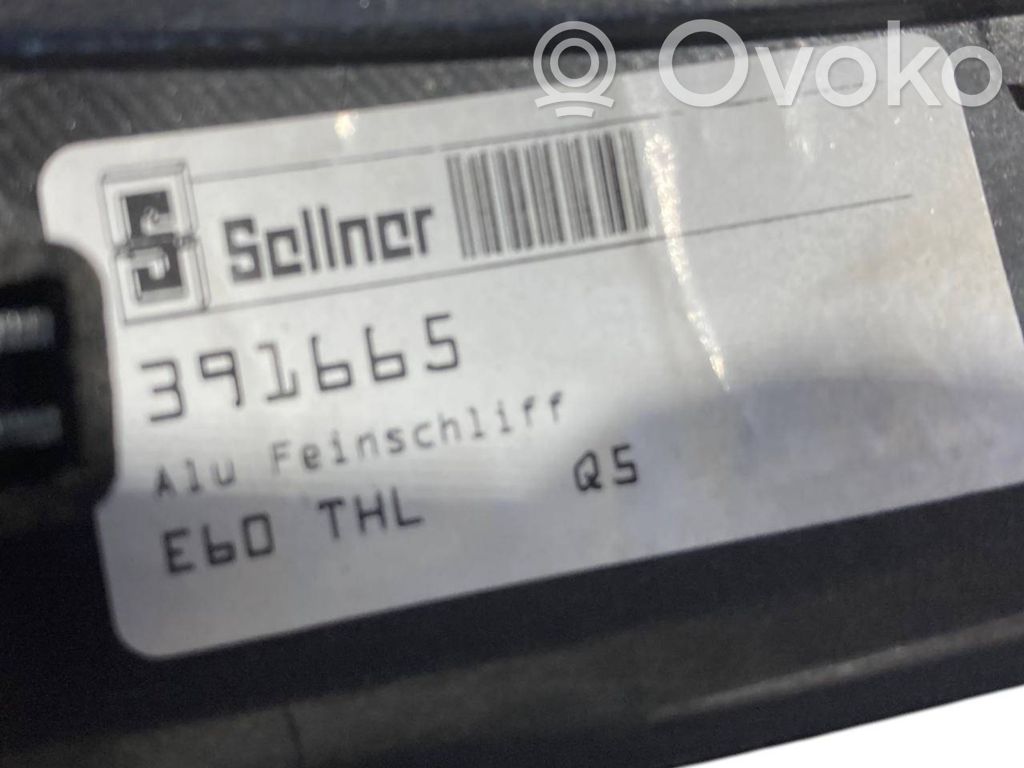 Ovoko
Sellner
391665
Alu Feinschliff
E60 THL Q5